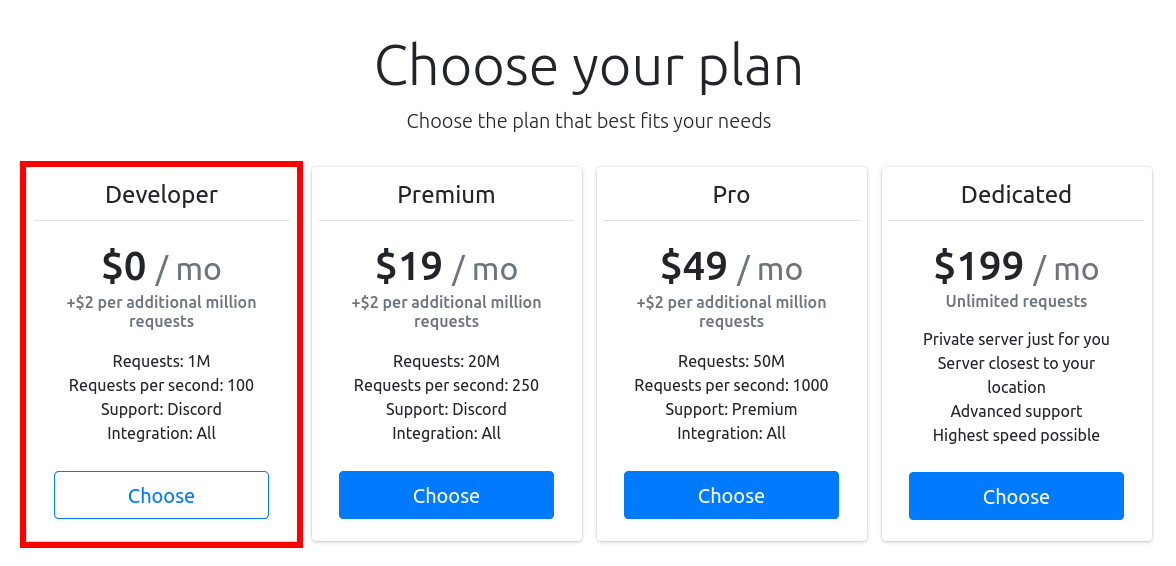 Choose your plan
Choose the plan that best fits your needs
Developer
$0 / mo
+$2 per additional million
requests
Requests: 1M
Requests per second: 100
Support: Discord
Integration: All
Choose
Premium
$19 / mo
+$2 per additional million
requests
Requests: 20M
Requests per second: 250
Support: Discord
Integration: All
Choose
Pro
$49 / mo
+$2 per additional million
requests
Requests: 50M
Requests per second: 1000
Support: Premium
Integration: All
Choose
Dedicated
$199 / mo
Unlimited requests
Private server just for you
Server closest to your
location
Advanced support
Highest speed possible
Choose